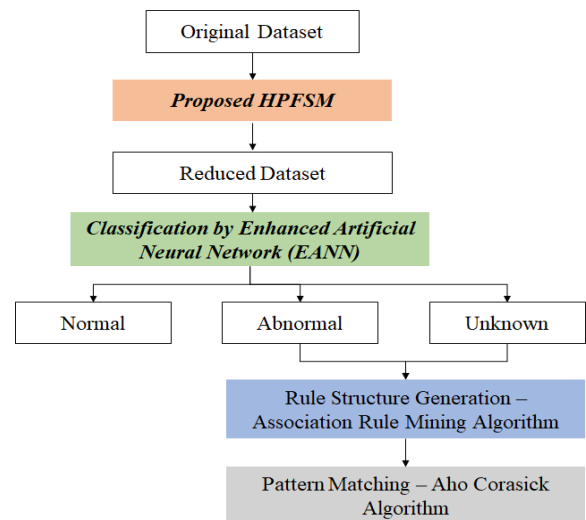 Original Dataset
Proposed HPFSM
Reduced Dataset
Classification by Enhanced Artificial
Neural Network (EANN)
Normal
Abnormal
Unknown
Rule Structure Generation –
Association Rule Mining Algorithm
Pattern Matching – Aho Corasick
Algorithm